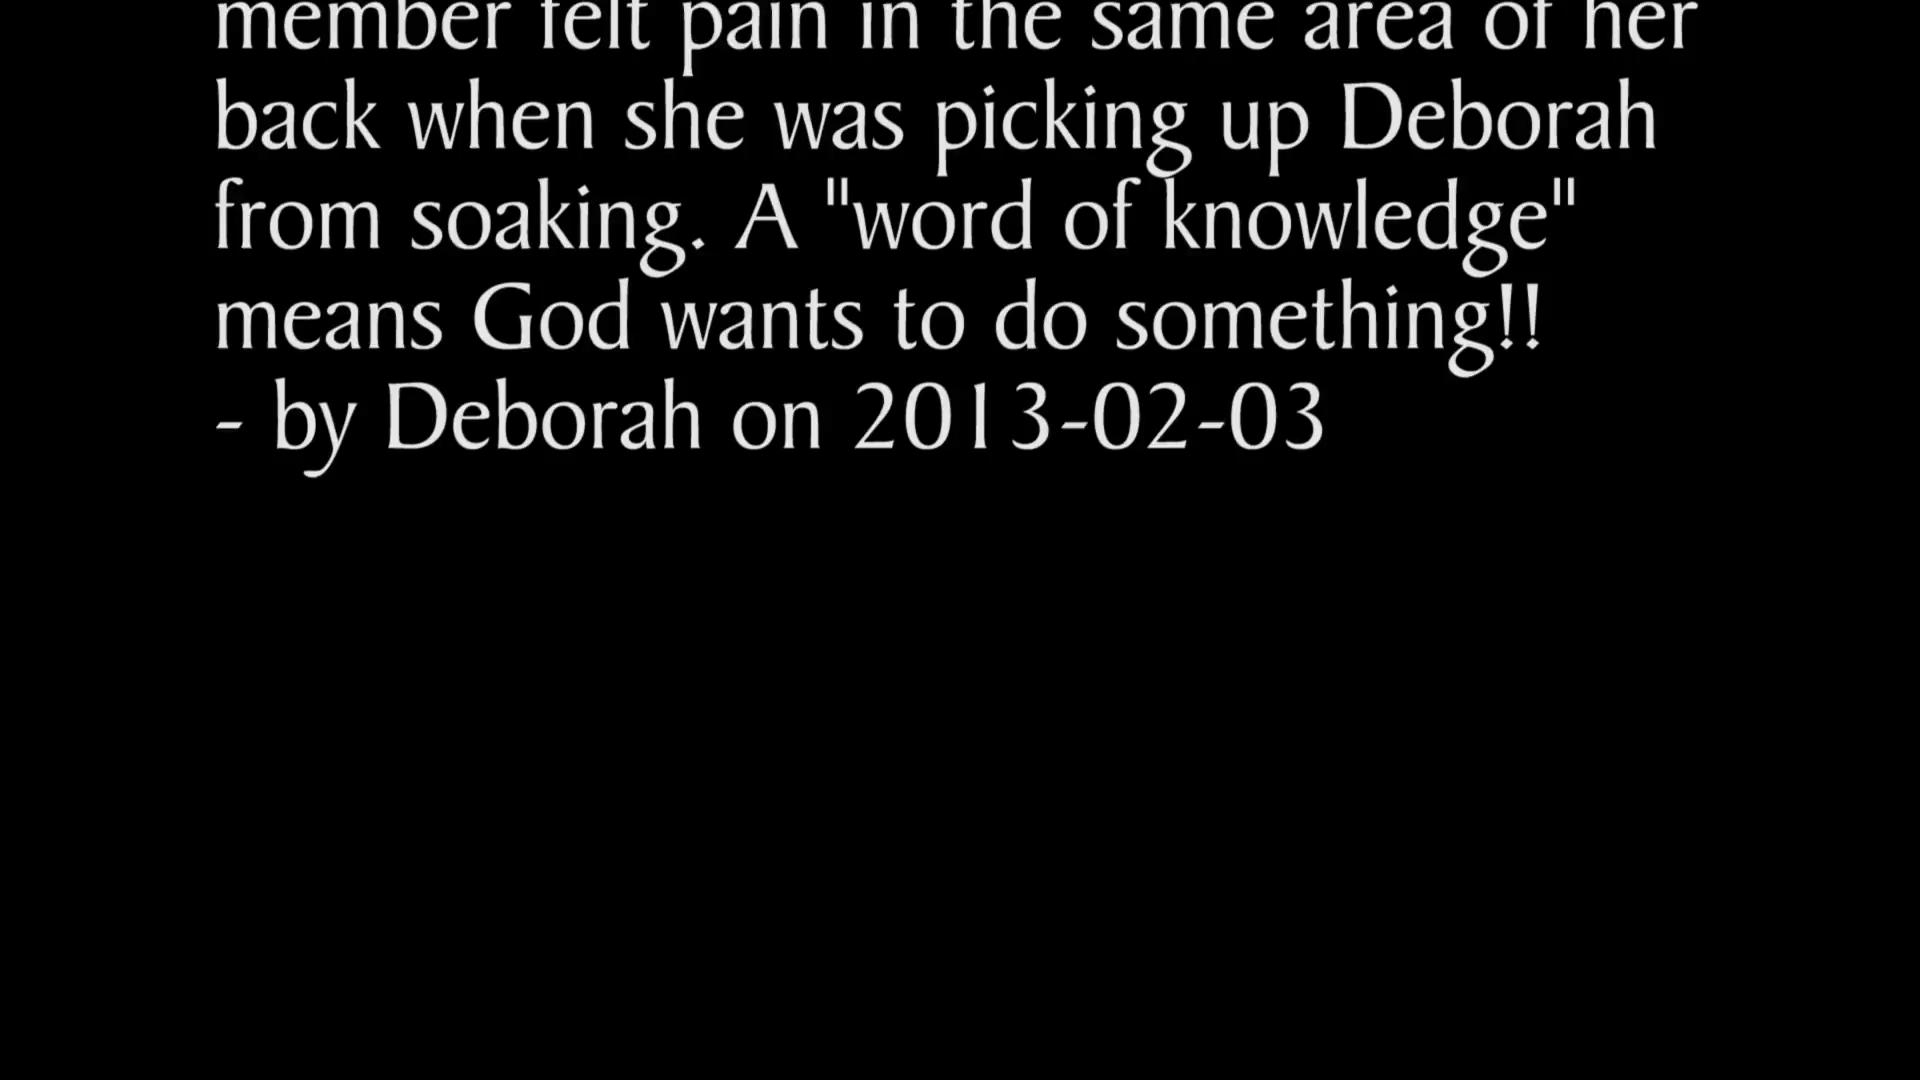 member felt pain in the same area of her
back when she was picking up Deborah
from soaking. A "word of knowledge"
means God wants to do something!!
- by Deborah on 2013-02-03